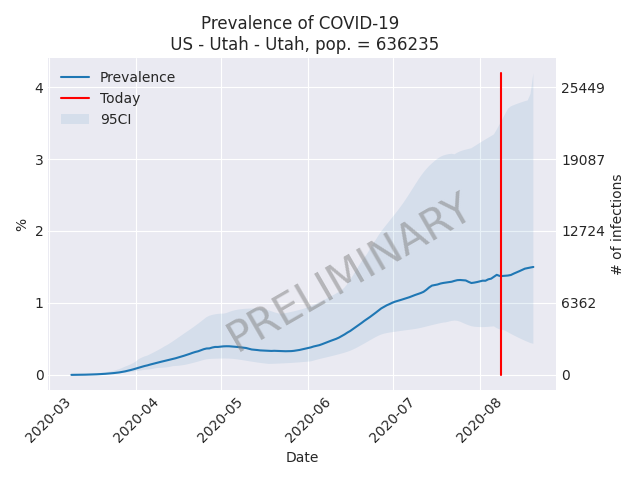 Prevalence of COVID-19
US - Utah - Utah, pop. = 636235
Prevalence
Today
95CI
PRELIMINARY
%
4
3
2
1
0
25449
19087
12724
6362
0
# of infections
2020-03
2020-04
2020-05
2020-06
2020-07
2020-08
Date